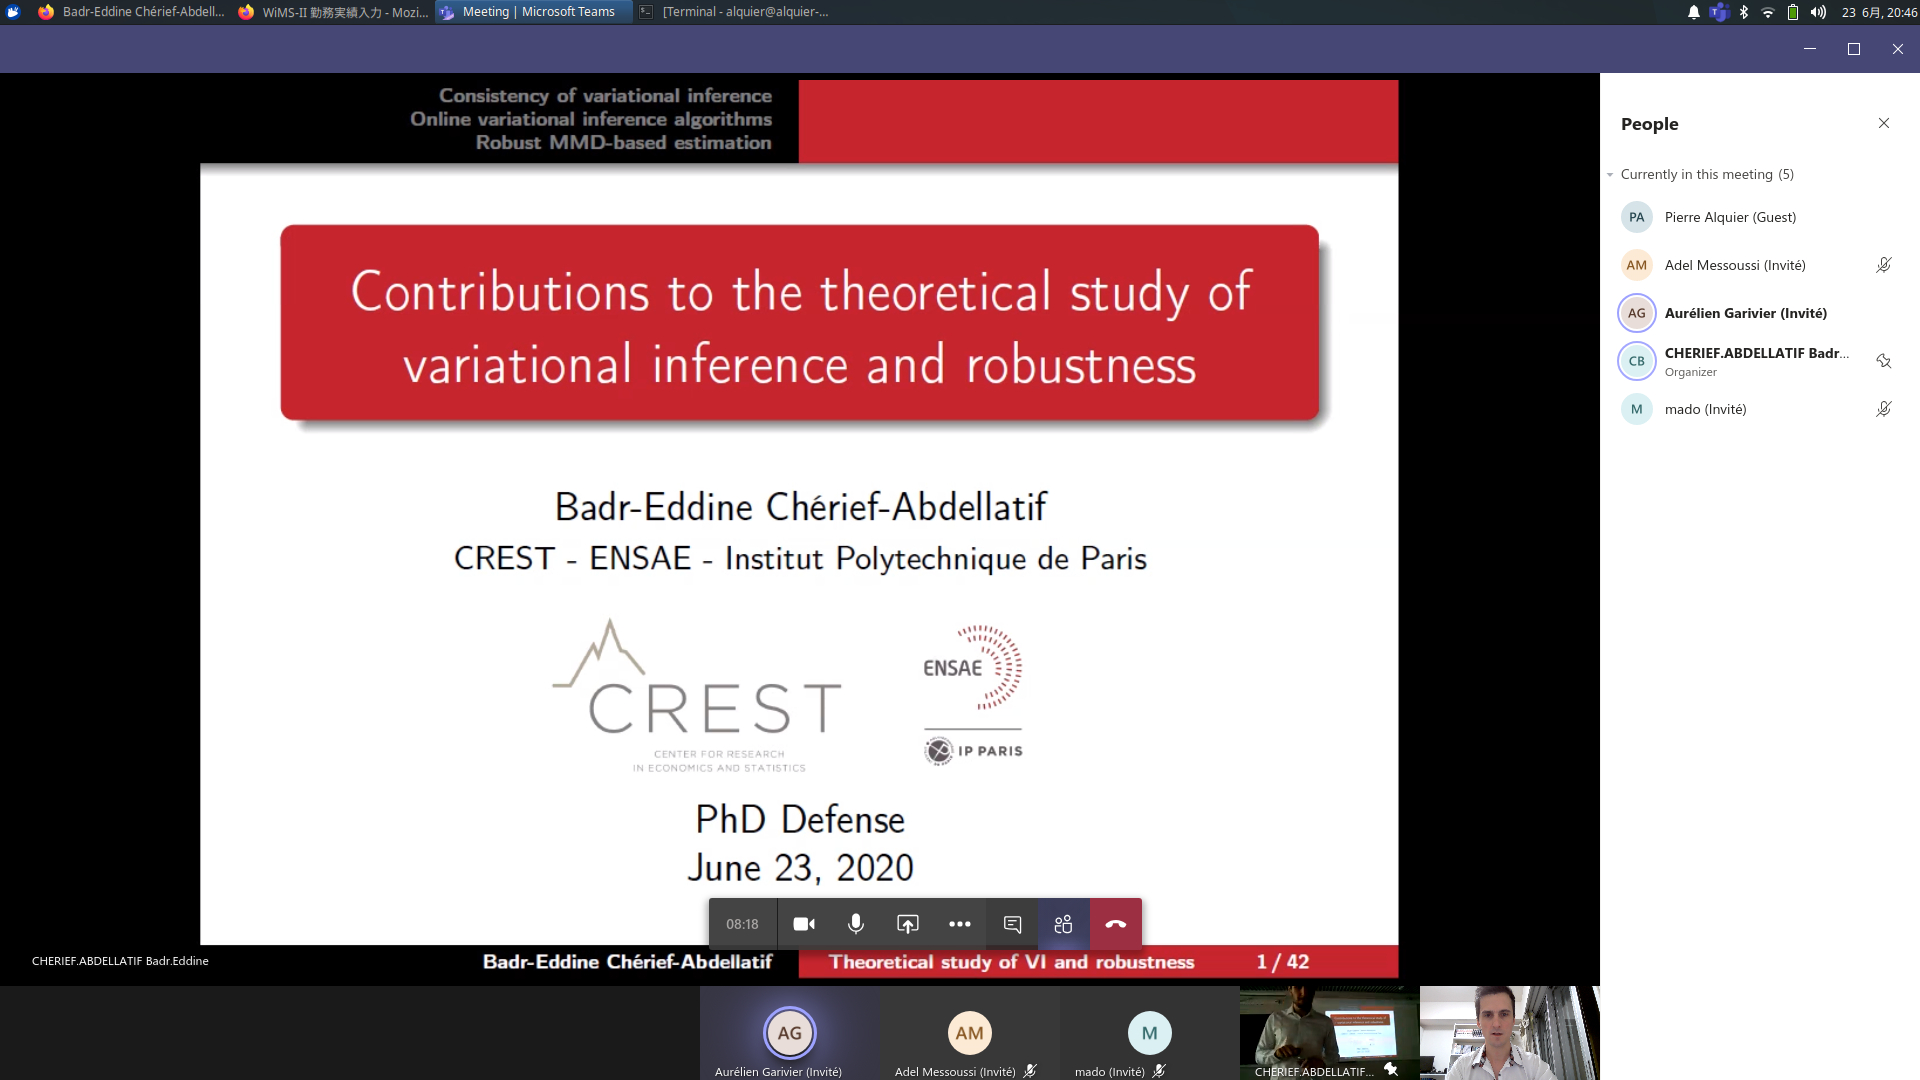 Badr-Eddine Chérief-Abdell...
WiMS-II 勤務実績入力 - Mozi...
Meeting | Microsoft Teams
[Terminal - alquier@alquier-...
23 6月, 20:46
Consistency of variational inference
Online variational inference algorithms
Robust MMD-based estimation
Contributions to the theoretical study of
variational inference and robustness
Badr-Eddine Chérief-Abdellatif
CREST - ENSAE - Institut Polytechnique de Paris
CREST
CENTER FOR RESEARCH
IN ECONOMICS AND STATISTICS
ENSAE
IP PARIS
PhD Defense
June 23, 2020
08:18
CHERIEF.ABDELLATIF Badr.Eddine
Badr-Eddine Chérief-Abdellatif
Theoretical study of VI and robustness
1 / 42
People
Currently in this meeting (5)
PA
Pierre Alquier (Guest)
AM
Adel Messoussi (Invité)
AG
Aurélien Garivier (Invité)
CB
CHERIEF.ABDELLATIF Badr...
Organizer
M
mado (Invité)
AG
Aurélien Garivier (Invité)
AM
Adel Messoussi (Invité)
M
mado (Invité)
CHERIEF.ABDELLATIF...